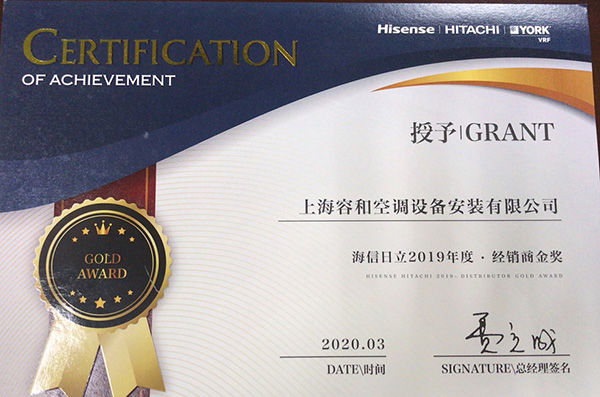 CERTIFICATION
OF ACHIEVEMENT
Hisense | HITACHI | YORK
VRF
授予|GRANT
上海容和空调设备安装有限公司
海信日立2019年度·经销商金奖
HISENSE HITACHI 2019- DISTRIBUTOR GOLD AWARD
GOLD
AWARD
2020.03
DATE\时间
SIGNATURE\总经理签名